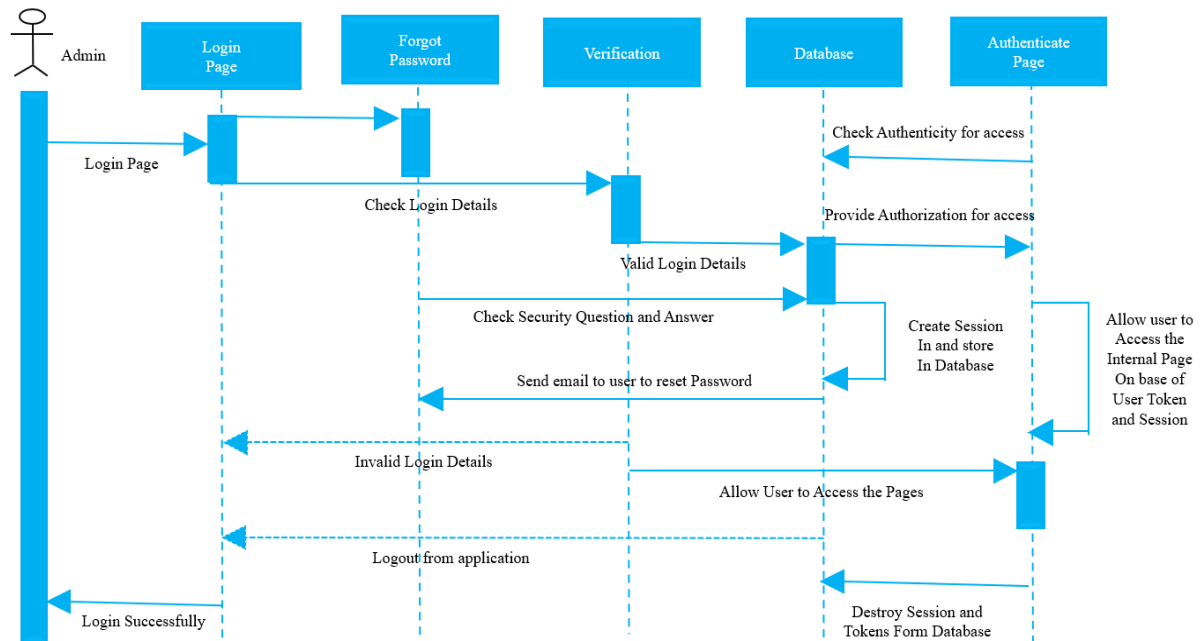 Admin
Login
Page
Forgot
Password
Verification
Database
Authenticate
Page
Check Authenticity for access
Login Page
Check Login Details
Provide Authorization for access
Valid Login Details
Check Security Question and Answer
Create Session
In and store
In Database
Allow user to
Access the
Internal Page
On base of
User Token
and Session
Send email to user to reset Password
Invalid Login Details
Allow User to Access the Pages
Logout from application
Login Successfully
Destroy Session and
Tokens Form Database